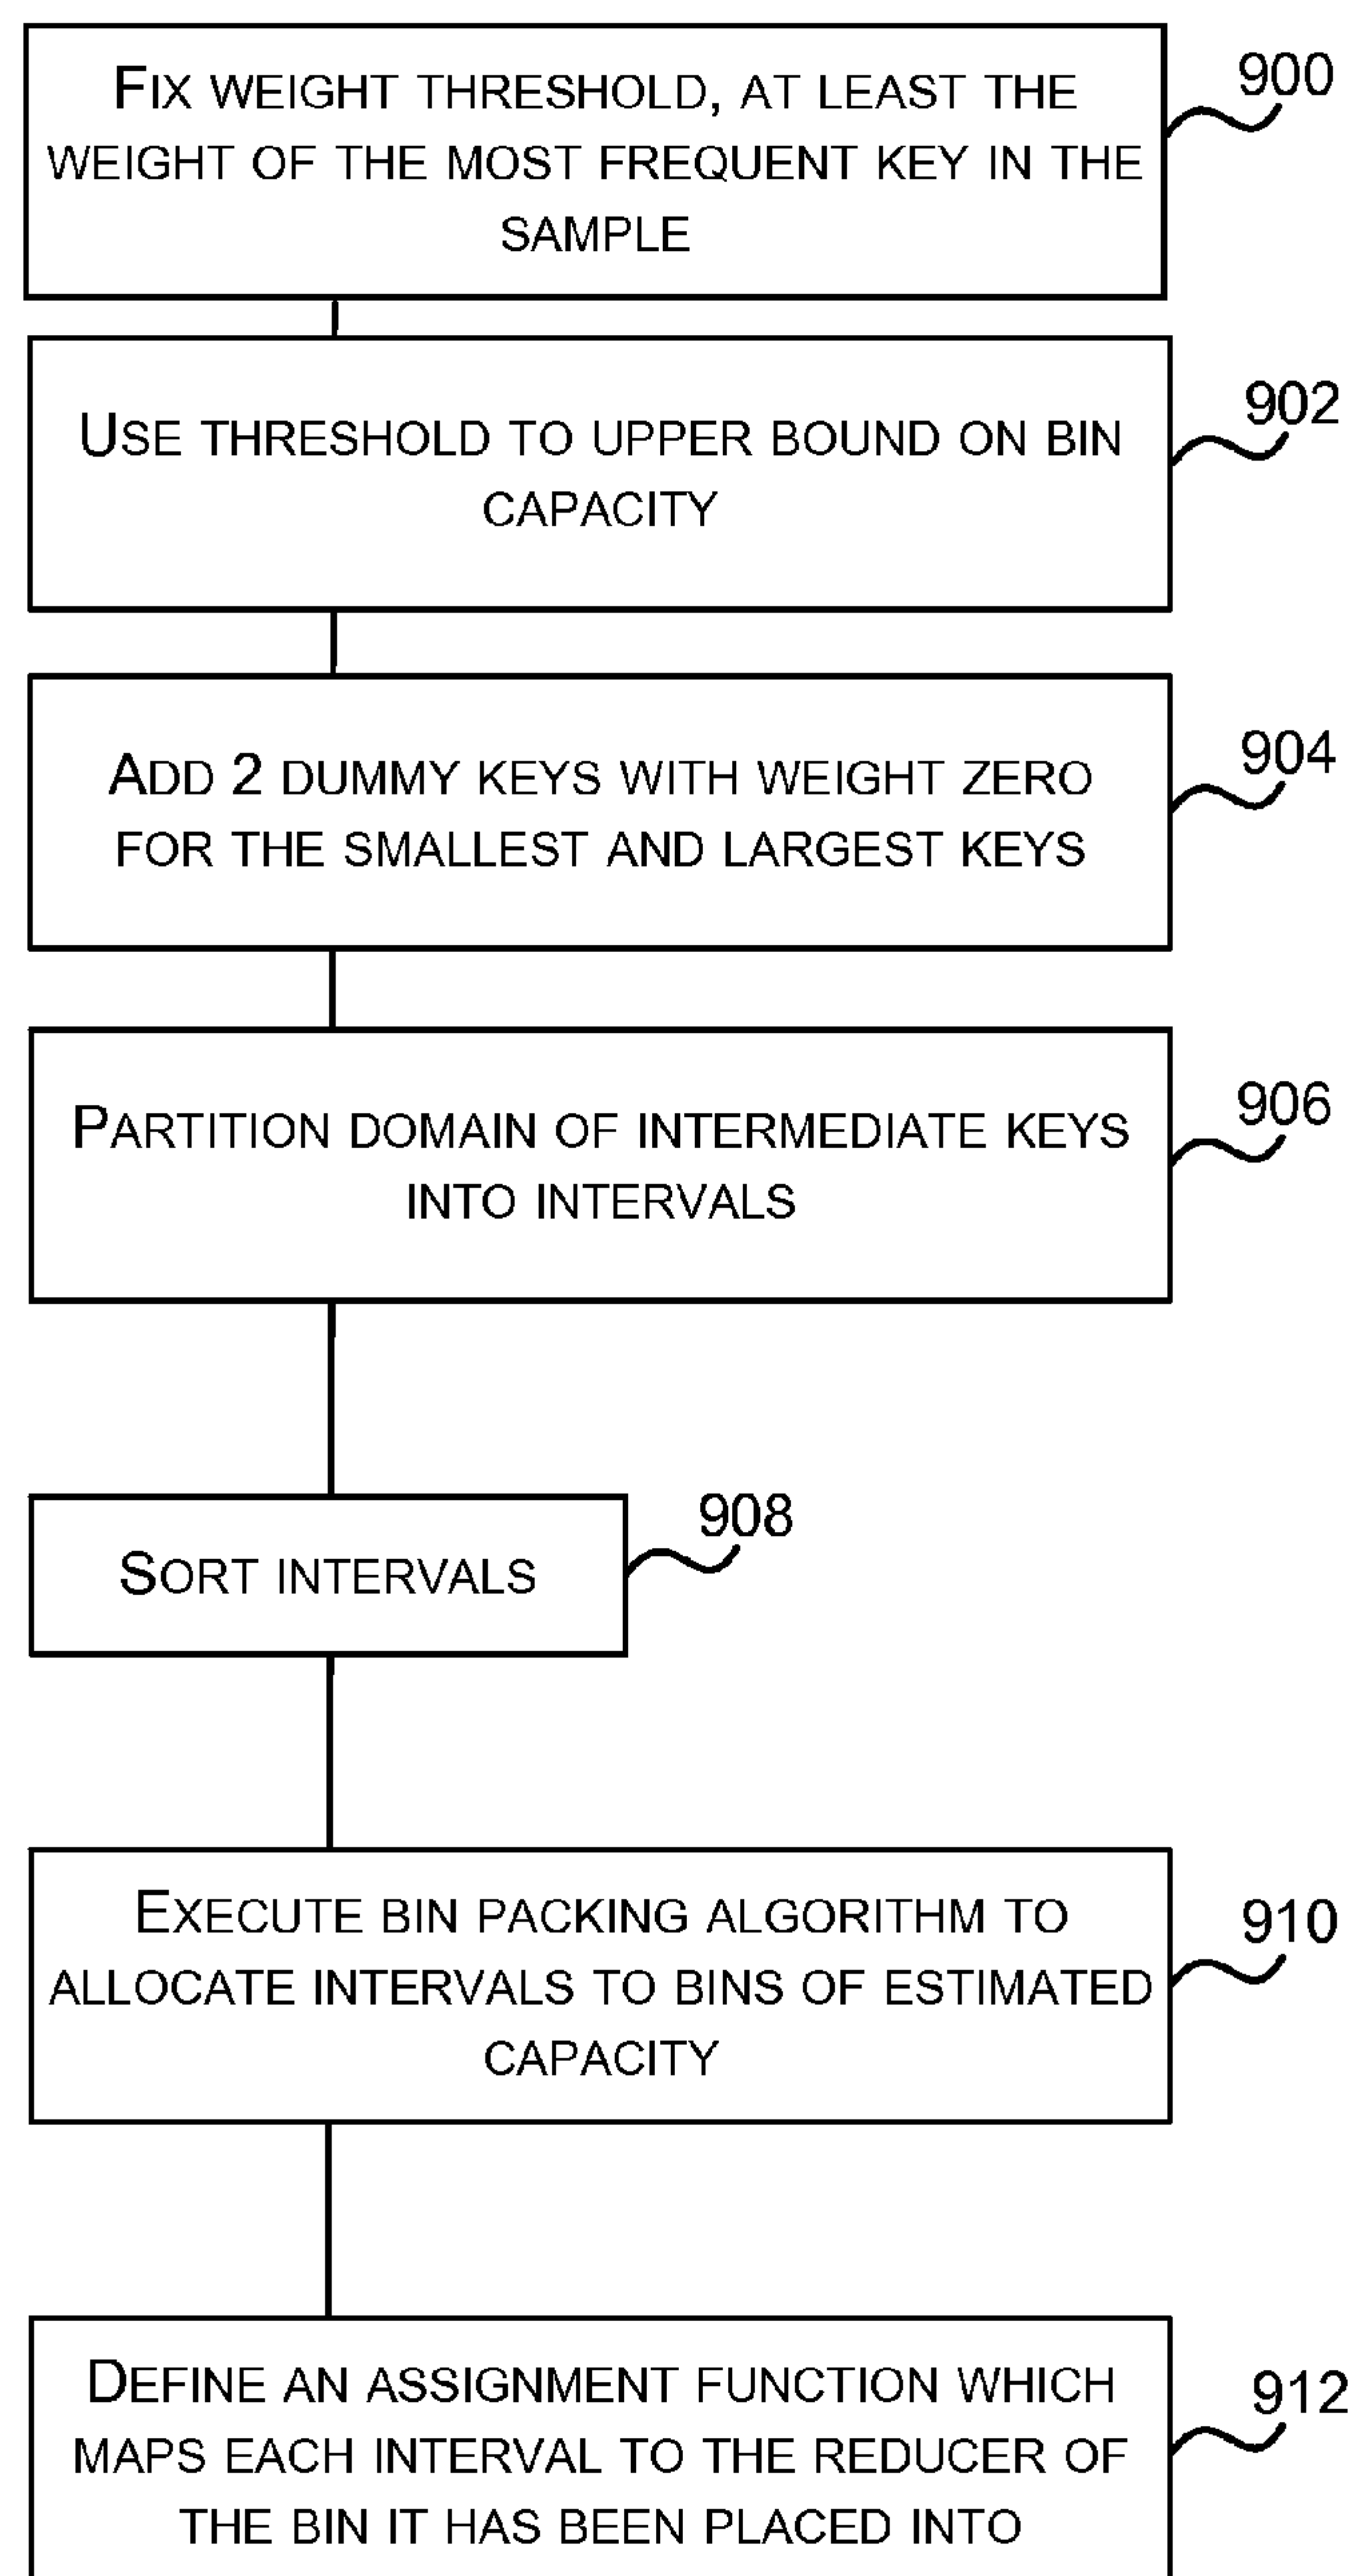 FIX WEIGHT THRESHOLD, AT LEAST THE
WEIGHT OF THE MOST FREQUENT KEY IN THE
SAMPLE
900
USE THRESHOLD TO UPPER BOUND ON BIN
CAPACITY
902
ADD 2 DUMMY KEYS WITH WEIGHT ZERO
FOR THE SMALLEST AND LARGEST KEYS
904
PARTITION DOMAIN OF INTERMEDIATE KEYS
INTO INTERVALS
906
SORT INTERVALS
908
EXECUTE BIN PACKING ALGORITHM TO
ALLOCATE INTERVALS TO BINS OF ESTIMATED
CAPACITY
910
DEFINE AN ASSIGNMENT FUNCTION WHICH
MAPS EACH INTERVAL TO THE REDUCER OF
THE BIN IT HAS BEEN PLACED INTO
912